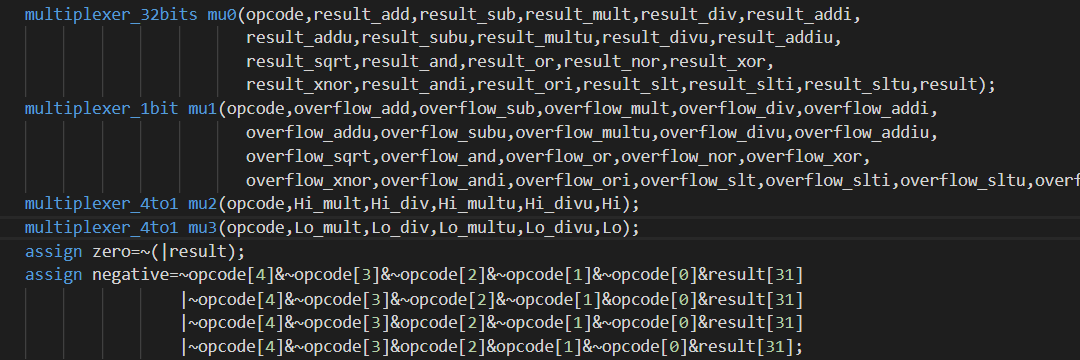 multiplexer_32bits mu0(opcode,result_add,result_sub,result_mult,result_div,result_addi,
result_addu,result_subu,result_multu,result_divu,result_addiu,
result_sqrt,result_and,result_or,result_nor,result_xor,
result_xnor,result_andi,result_ori,result_slt,result_slti,result_sltu,result);
multiplexer_1bit mu1(opcode,overflow_add,overflow_sub,overflow_mult,overflow_div,overflow_addi,
overflow_addu,overflow_subu,overflow_multu,overflow_divu,overflow_addiu,
overflow_sqrt,overflow_and,overflow_or,overflow_nor,overflow_xor,
overflow_xnor,overflow_andi,overflow_ori,overflow_slt,overflow_slti,overflow_sltu,overf
multiplexer_4to1 mu2(opcode,Hi_mult,Hi_div,Hi_multu,Hi_divu,Hi);
multiplexer_4to1 mu3(opcode,Lo_mult,Lo_div,Lo_multu,Lo_divu,Lo);
assign zero=~(|result);
assign negative=~opcode[4]&~opcode[3]&~opcode[2]&~opcode[1]&~opcode[0]&result[31]
|~opcode[4]&~opcode[3]&~opcode[2]&~opcode[1]&opcode[0]&result[31]
|~opcode[4]&~opcode[3]&opcode[2]&~opcode[1]&~opcode[0]&result[31]
|~opcode[4]&~opcode[3]&opcode[2]&opcode[1]&~opcode[0]&result[31];